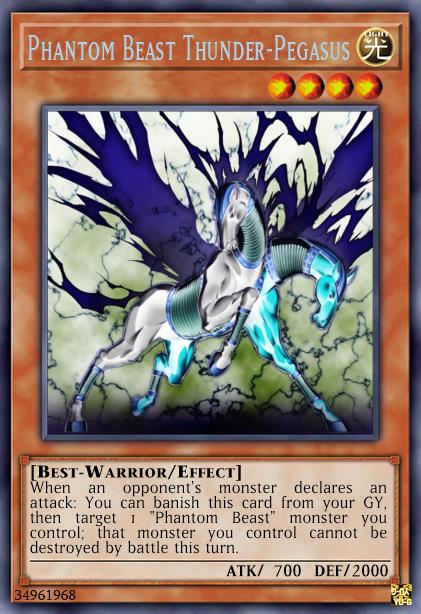 Phantom Beast Thunder-Pegasus
LIGHT
光
[Best-Warrior/Effect]
When an opponent's monster declares an
attack: You can banish this card from your GY,
then target 1 "Phantom Beast" monster you
control; that monster you control cannot be
destroyed by battle this turn.
ATK/ 700 DEF/2000
34961968